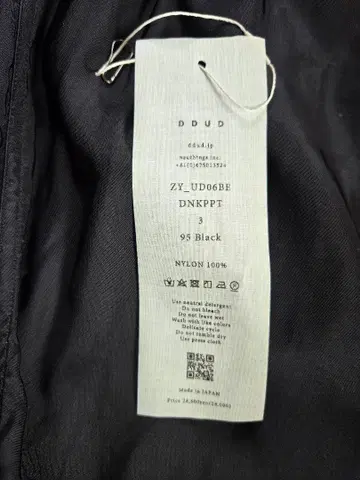 DDUD
ddud.jp
ZY_UD06BE
DNKPPT
3
95 Black
NYLON 100%
Use neutral detergent
Do not bleach
Do not leave wet
Wash with like colors
Delicate cycle
Do not tumble dry
Use press cloth
Made in JAPAN